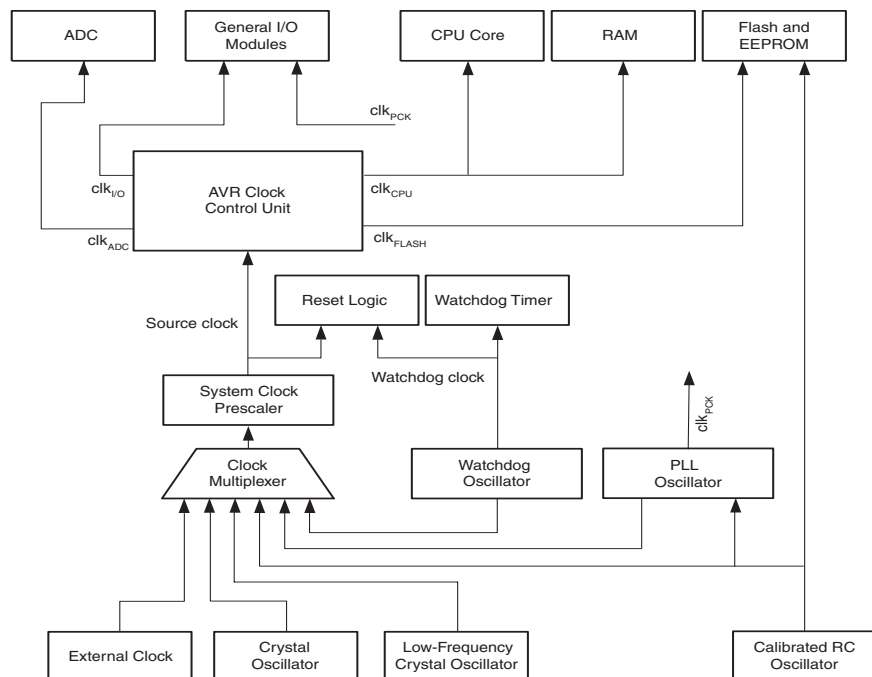 ADC
General I/O
Modules
CPU Core
RAM
Flash and
EEPROM
clkPCK
clkI/O
AVR Clock
Control Unit
clkCPU
clkADC
clkFLASH
Source clock
Reset Logic
Watchdog Timer
Watchdog clock
System Clock
Prescaler
clkPCK
Clock
Multiplexer
Watchdog
Oscillator
PLL
Oscillator
External Clock
Crystal
Oscillator
Low-Frequency
Crystal Oscillator
Calibrated RC
Oscillator